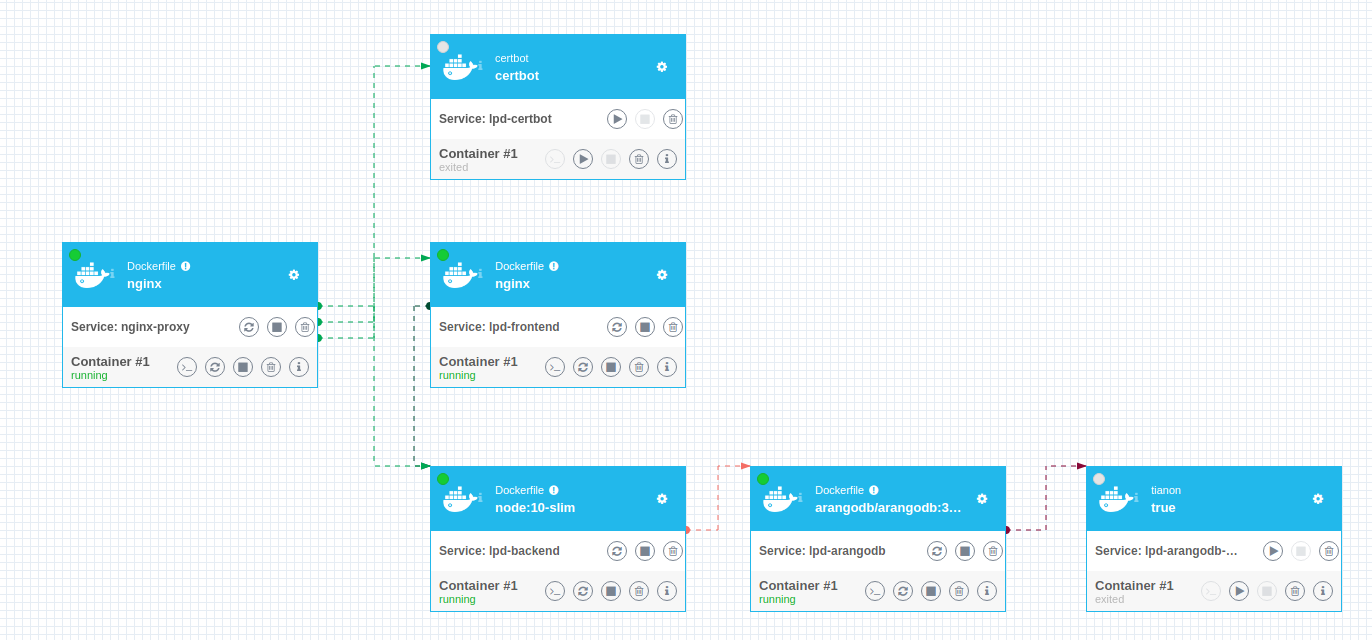 certbot
certbot
Service: lpd-certbot
Container #1
exited
Dockerfile
nginx
Service: nginx-proxy
Container #1
running
Dockerfile
nginx
Service: lpd-frontend
Container #1
running
Dockerfile
node:10-slim
Service: lpd-backend
Container #1
running
Dockerfile
arangodb/arangodb:3...
Service: lpd-arangodb
Container #1
running
tianon
true
Service: lpd-arangodb-...
Container #1
exited